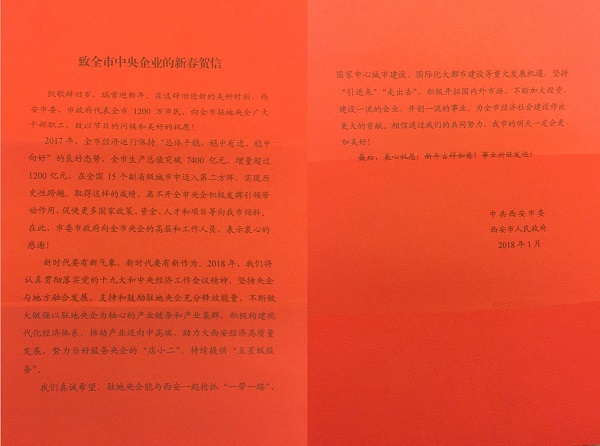 致全市中央企业的新春贺信
凯歌辞旧岁，瑞雪迎新年。在这辞旧迎新的美好时刻，西
安市委、市政府代表全市 1200 万市民，向全市驻地央企广大
干部职工，致以节日的问候和美好的祝愿！
2017 年，全市经济运行保持“总体平稳、稳中有进、稳中
向好”的良好态势，全市生产总值突破 7400 亿元，增量超过
1200 亿元，在全国 15 个副省级城市中进入第二方阵，实现历
史性跨越。取得这样的成绩，离不开全市央企积极发挥引领带
动作用，促使更多国家政策、资金、人才和项目等向我市倾斜。
在此，市委市政府向全市央企的高层和工作人员，表示衷心的
感谢！
新时代要有新气象，新时代要有新作为。2018 年，我们将
认真贯彻落实党的十九大和中央经济工作会议精神，坚持央企
与地方融合发展，支持和鼓励驻地央企充分释放能量，不断做
大做强以驻地央企为轴心的产业链条和产业集群，积极构建现
代化经济体系，推动产业迈向中高端，助力大西安经济高质量
发展。努力当好服务央企的“店小二”，持续提供“五星级服
务”。
我们真诚希望，驻地央企能与西安一起抢抓“一带一路”、
国家中心城市建设、国际化大都市建设等重大发展机遇，坚持
“引进来”“走出去”，积极开拓国内外市场，不断加大投资，
建设一流的企业，开创一流的事业，为全市经济社会建设作出
更大的贡献。相信通过我们的共同努力，我市的明天一定会更
加美好！
最后，衷心祝愿：新年吉祥如意！事业兴旺发达！
中共西安市委
西安市人民政府
2018 年 1 月